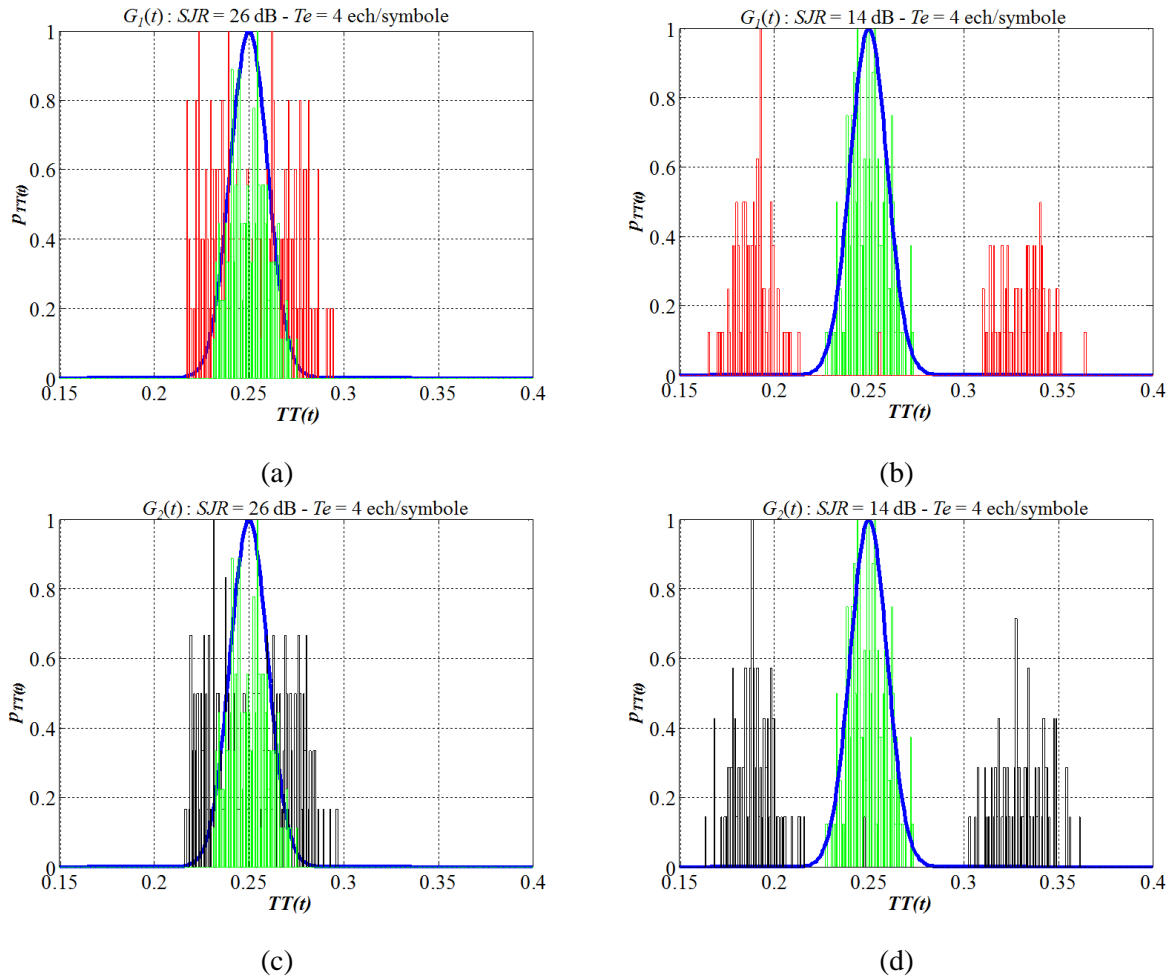 G₁(t) : SJR = 26 dB - Te = 4 ech/symbole
1
0.8
0.6
0.4
0.2
0
p_TT(t)
0.15 0.2 0.25 0.3 0.35 0.4
TT(t)
(a)
G₁(t) : SJR = 14 dB - Te = 4 ech/symbole
1
0.8
0.6
0.4
0.2
0
p_TT(t)
0.15 0.2 0.25 0.3 0.35 0.4
TT(t)
(b)
G₂(t) : SJR = 26 dB - Te = 4 ech/symbole
1
0.8
0.6
0.4
0.2
0
p_TT(t)
0.15 0.2 0.25 0.3 0.35 0.4
TT(t)
(c)
G₂(t) : SJR = 14 dB - Te = 4 ech/symbole
1
0.8
0.6
0.4
0.2
0
p_TT(t)
0.15 0.2 0.25 0.3 0.35 0.4
TT(t)
(d)